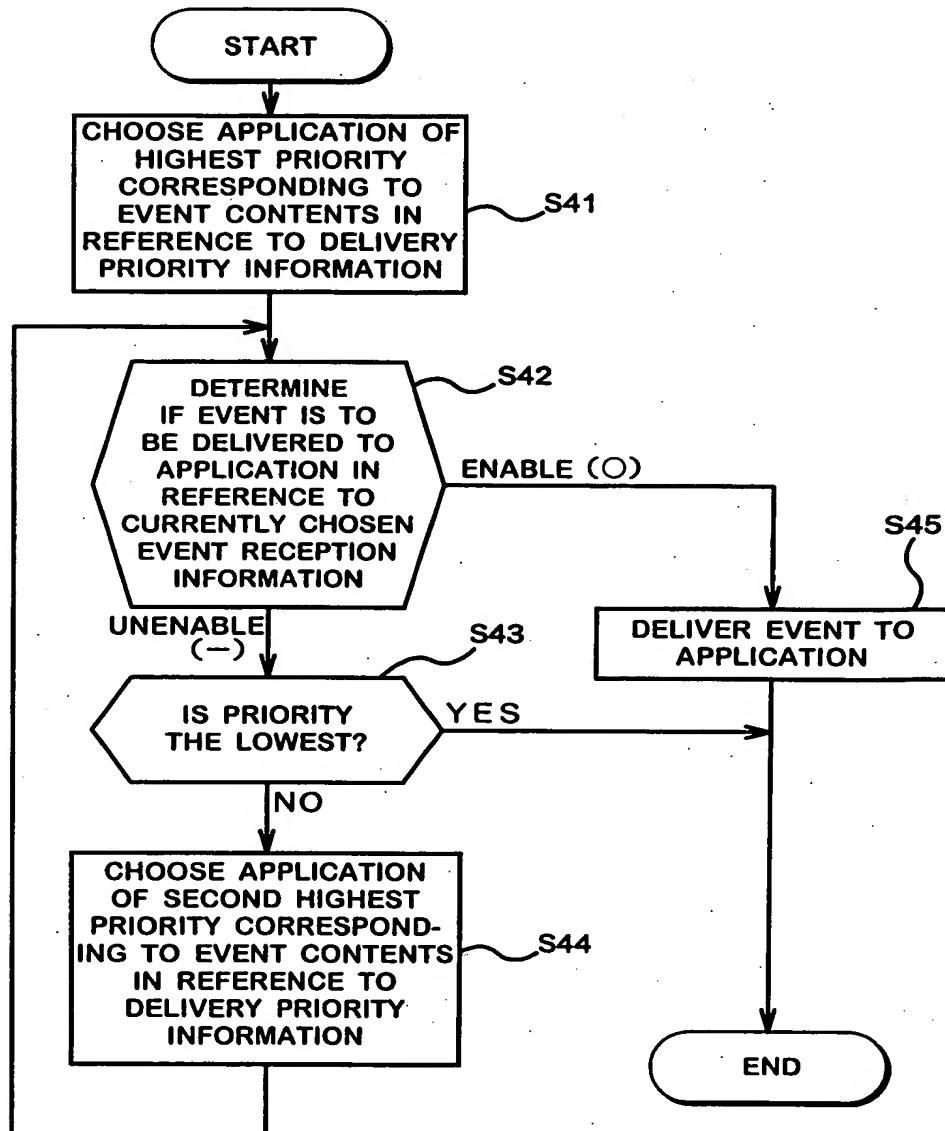 START
CHOOSE APPLICATION OF
HIGHEST PRIORITY
CORRESPONDING TO
EVENT CONTENTS IN
REFERENCE TO DELIVERY
PRIORITY INFORMATION
S41
DETERMINE
IF EVENT IS TO
BE DELIVERED TO
APPLICATION IN
REFERENCE TO
CURRENTLY CHOSEN
EVENT RECEPTION
INFORMATION
S42
ENABLE (○)
UNENABLE
(—)
S45
DELIVER EVENT TO
APPLICATION
S43
IS PRIORITY
THE LOWEST?
YES
NO
CHOOSE APPLICATION
OF SECOND HIGHEST
PRIORITY CORRESPOND-
ING TO EVENT CONTENTS
IN REFERENCE TO
DELIVERY PRIORITY
INFORMATION
S44
END